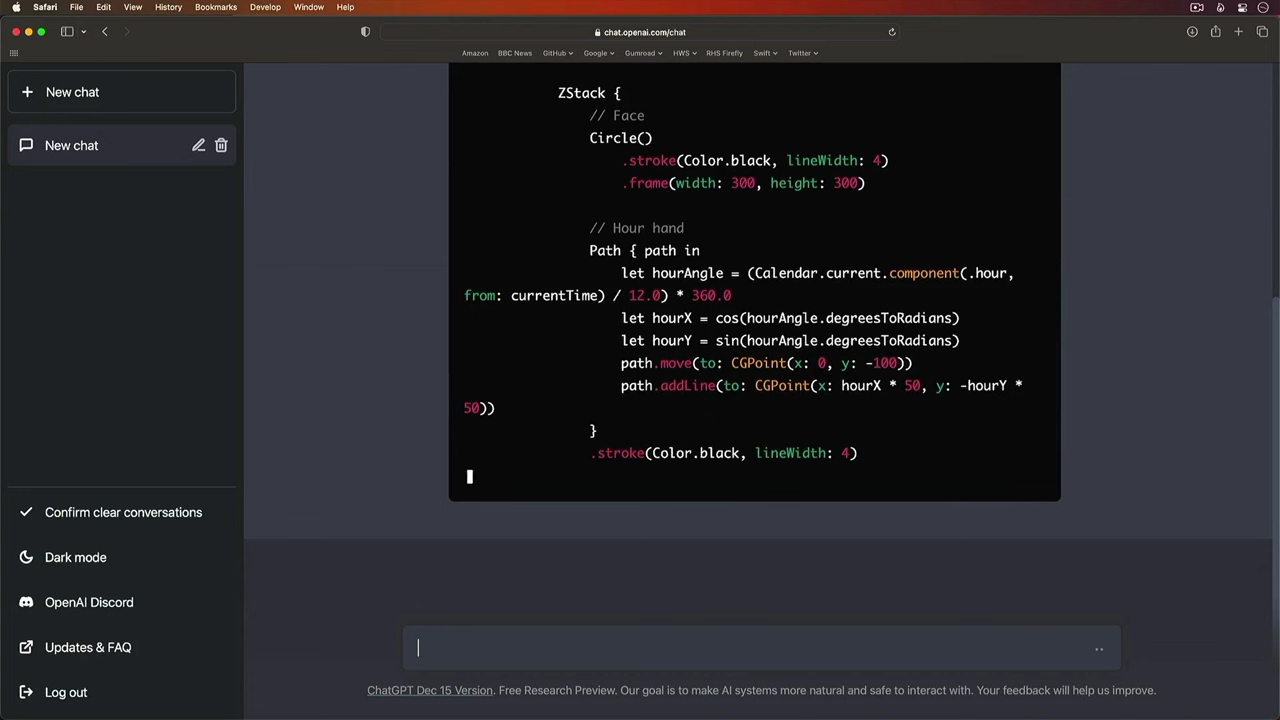 Safari File Edit View History Bookmarks Develop Window Help
chat.openai.com/chat
Amazon BBC News GitHub Google Gumroad HWS RHS Firefly Swift Twitter
New chat
New chat
Confirm clear conversations
Dark mode
OpenAI Discord
Updates & FAQ
Log out
ZStack {
// Face
Circle()
.stroke(Color.black, lineWidth: 4)
.frame(width: 300, height: 300)
// Hour hand
Path { path in
let hourAngle = (Calendar.current.component(.hour,
from: currentTime) / 12.0) * 360.0
let hourX = cos(hourAngle.degreesToRadians)
let hourY = sin(hourAngle.degreesToRadians)
path.move(to: CGPoint(x: 0, y: -100))
path.addLine(to: CGPoint(x: hourX * 50, y: -hourY *
50))
}
.stroke(Color.black, lineWidth: 4)
ChatGPT Dec 15 Version. Free Research Preview. Our goal is to make AI systems more natural and safe to interact with. Your feedback will help us improve.